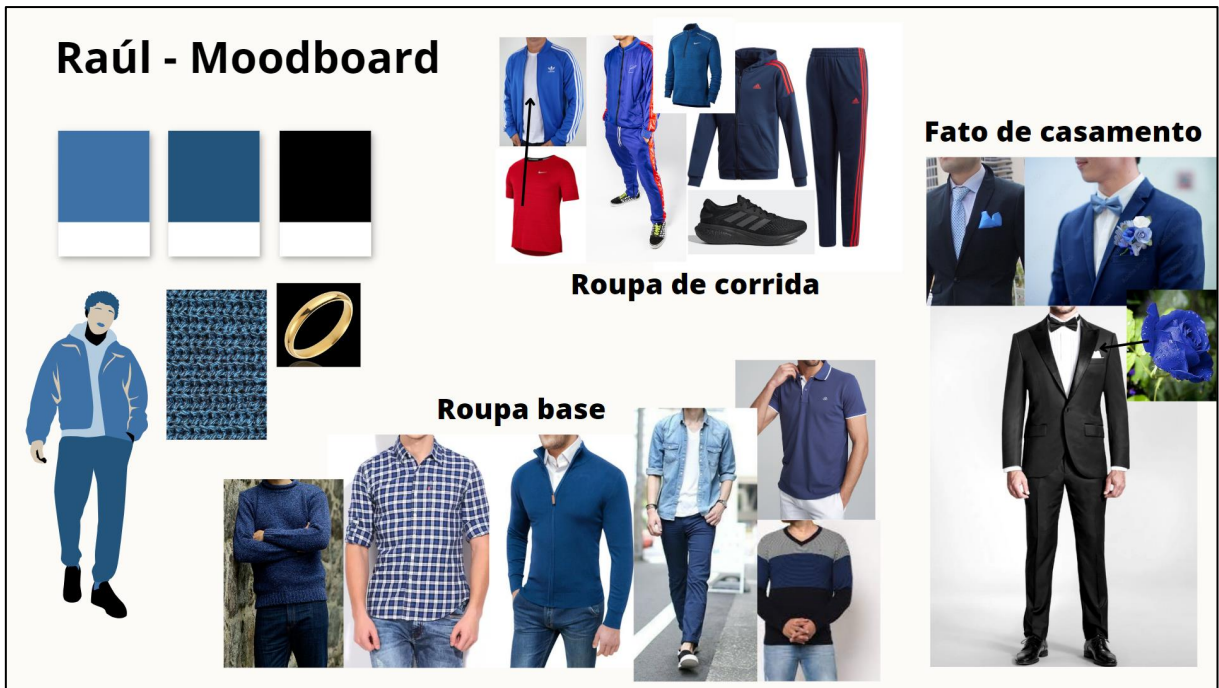 Raúl - Moodboard
Roupa de corrida
Fato de casamento
Roupa base